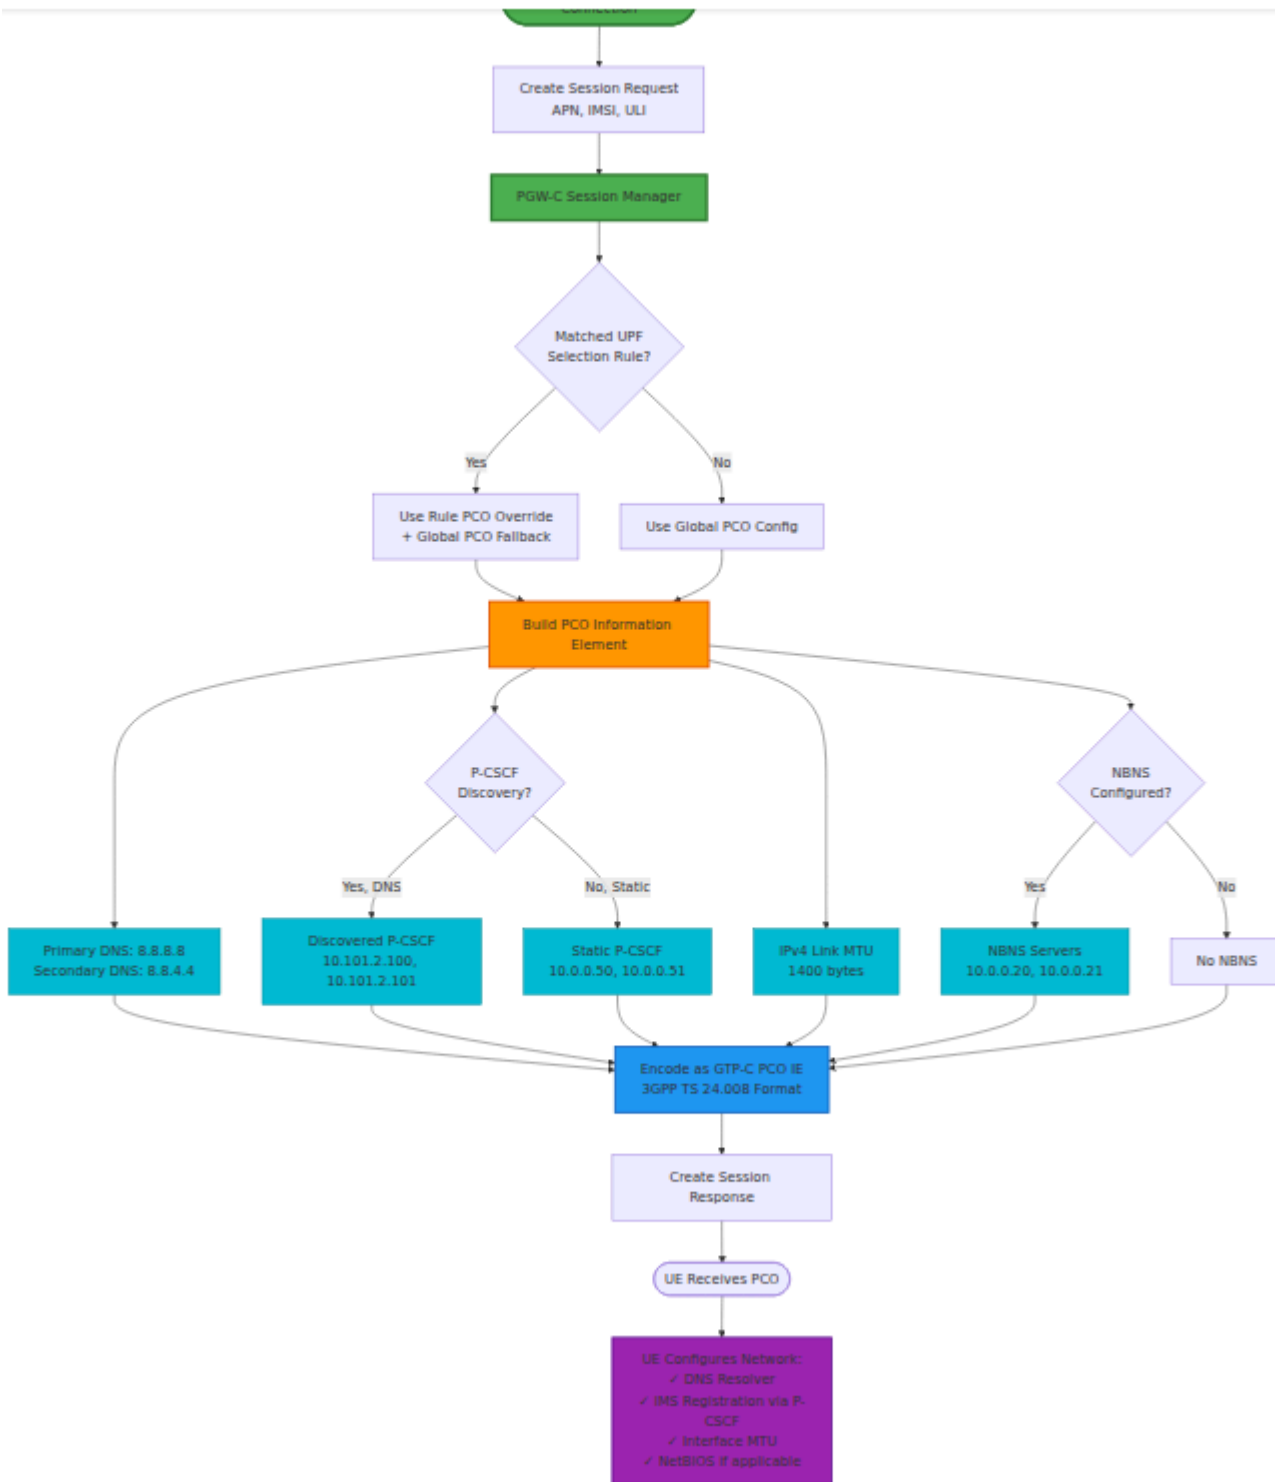 Connection
Create Session Request
APN, IMSI, ULI
PGW-C Session Manager
Matched UPF
Selection Rule?
Yes
No
Use Rule PCO Override
+ Global PCO Fallback
Use Global PCO Config
Build PCO Information
Element
P-CSCF
Discovery?
NBNS
Configured?
Yes, DNS
No, Static
Yes
No
Primary DNS: 8.8.8.8
Secondary DNS: 8.8.4.4
Discovered P-CSCF
10.101.2.100,
10.101.2.101
Static P-CSCF
10.0.0.50, 10.0.0.51
IPv4 Link MTU
1400 bytes
NBNS Servers
10.0.0.20, 10.0.0.21
No NBNS
Encode as GTP-C PCO IE
3GPP TS 24.008 Format
Create Session
Response
UE Receives PCO
UE Configures Network:
✓ DNS Resolver
✓ IMS Registration via P-
CSCF
✓ Interface MTU
✓ NetBIOS if applicable